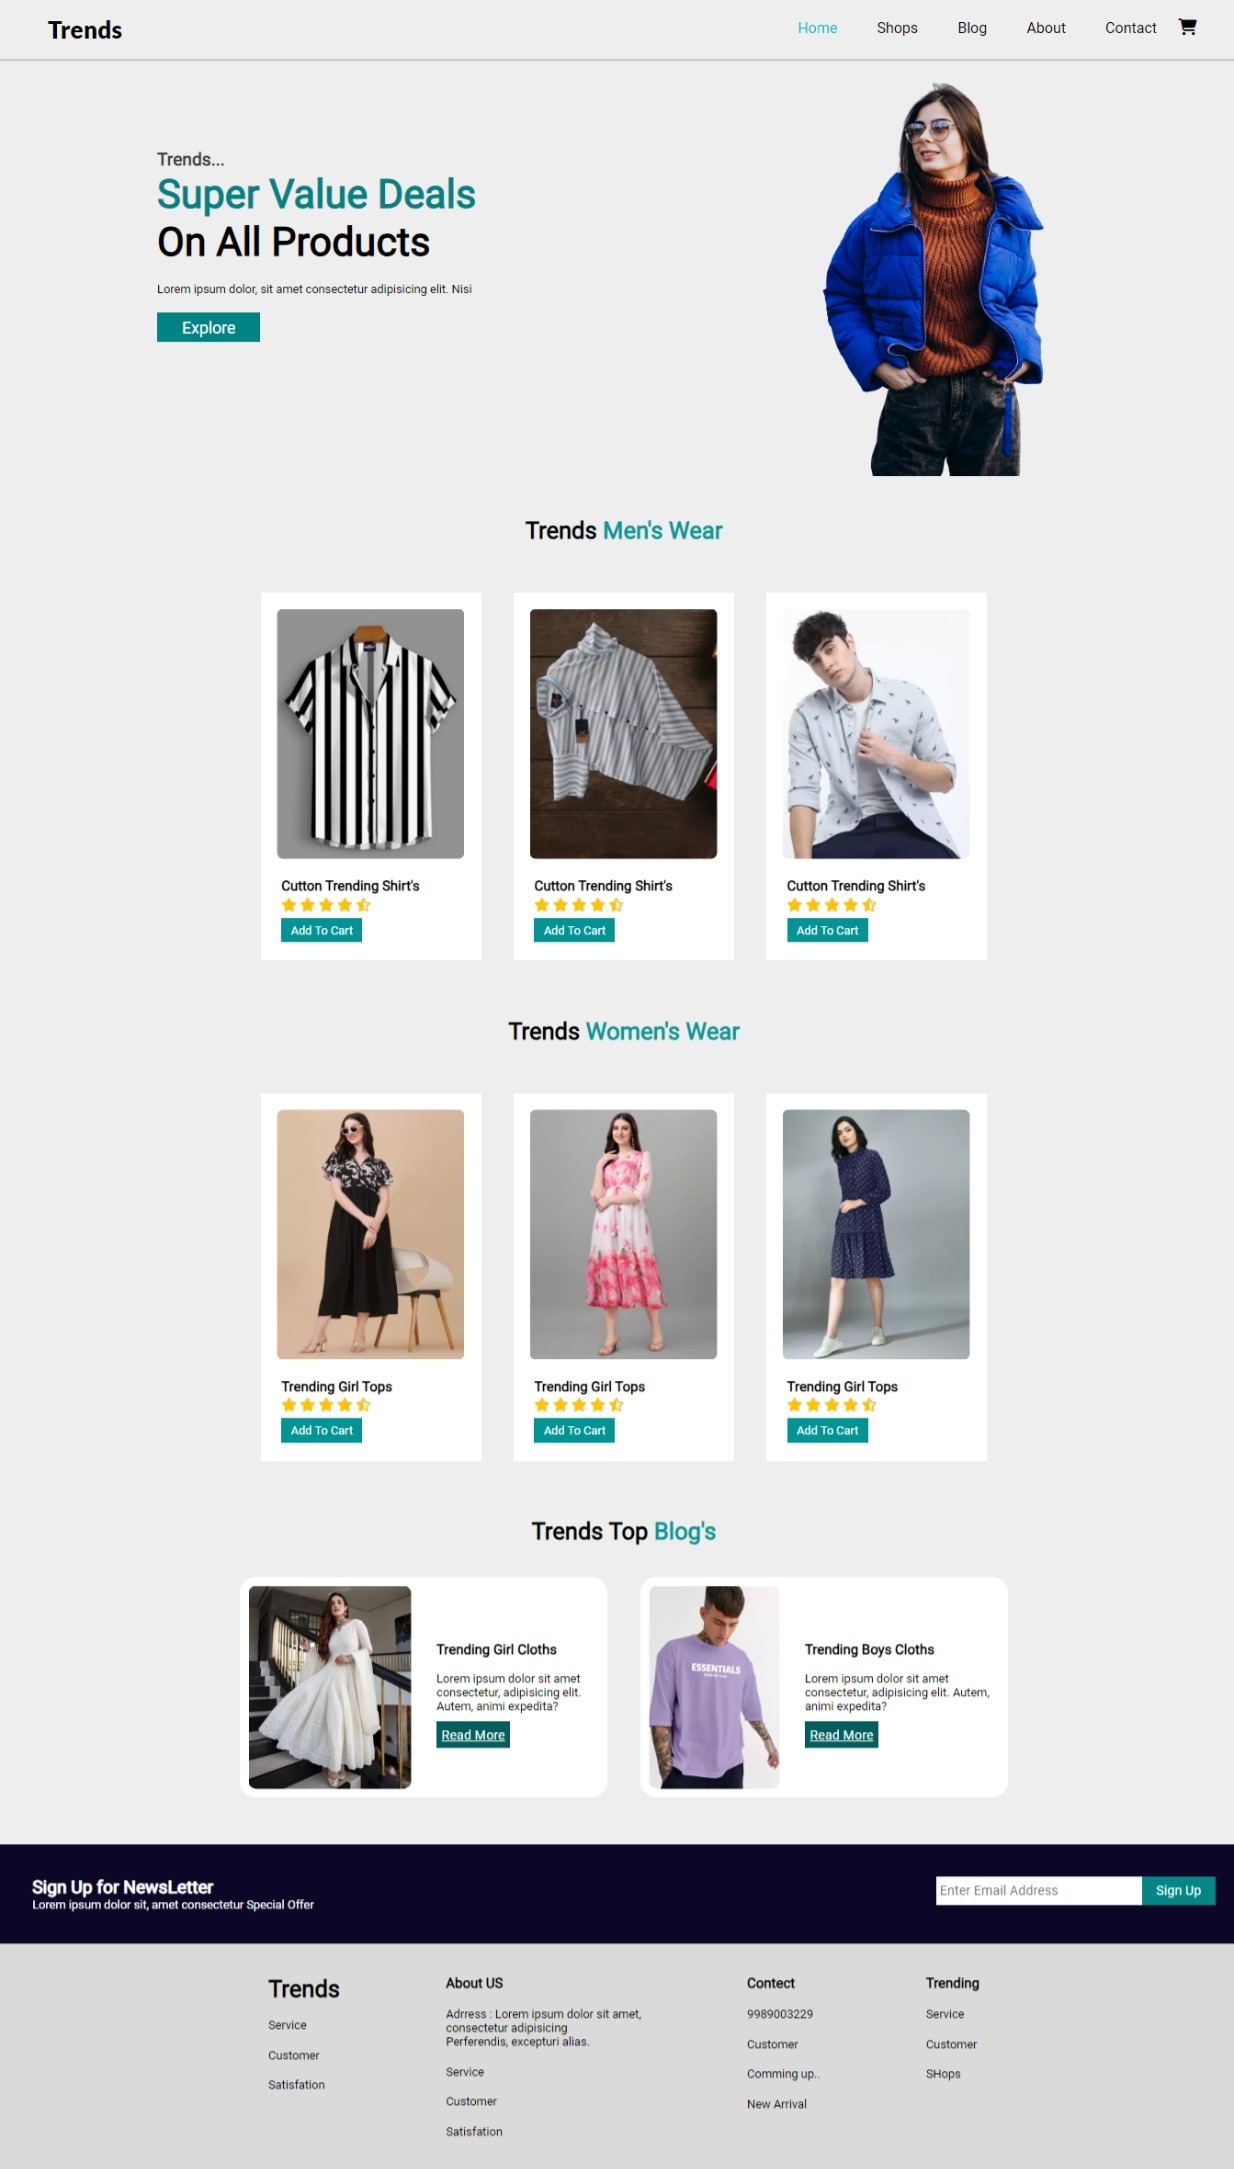 Trends
Home Shops Blog About Contact
Trends...
Super Value Deals
On All Products
Lorem ipsum dolor, sit amet consectetur adipisicing elit. Nisi
Explore
Trends Men's Wear
Cutton Trending Shirt's
Add To Cart
Cutton Trending Shirt's
Add To Cart
Cutton Trending Shirt's
Add To Cart
Trends Women's Wear
Trending Girl Tops
Add To Cart
Trending Girl Tops
Add To Cart
Trending Girl Tops
Add To Cart
Trends Top Blog's
Trending Girl Cloths
Lorem ipsum dolor sit amet
consectetur, adipisicing elit.
Autem, animi expedita?
Read More
ESSENTIALS
Trending Boys Cloths
Lorem ipsum dolor sit amet
consectetur, adipisicing elit. Autem,
animi expedita?
Read More
Sign Up for NewsLetter
Lorem ipsum dolor sit, amet consectetur Special Offer
Enter Email Address
Sign Up
Trends
Service
Customer
Satisfation
About US
Adrress : Lorem ipsum dolor sit amet,
consectetur adipisicing
Perferendis, excepturi alias.
Service
Customer
Satisfation
Contect
9989003229
Customer
Comming up..
New Arrival
Trending
Service
Customer
SHops